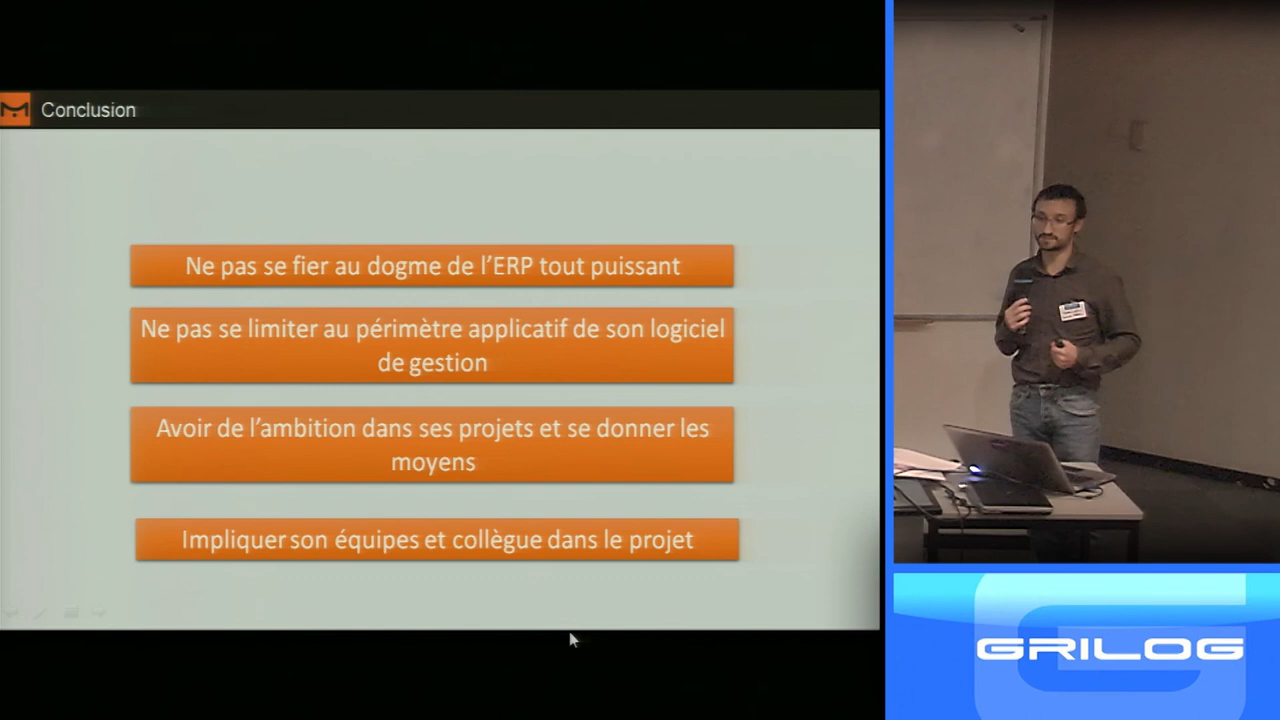 Conclusion
Ne pas se fier au dogme de l'ERP tout puissant
Ne pas se limiter au périmètre applicatif de son logiciel
de gestion
Avoir de l'ambition dans ses projets et se donner les
moyens
Impliquer son équipes et collègue dans le projet
GRILOG